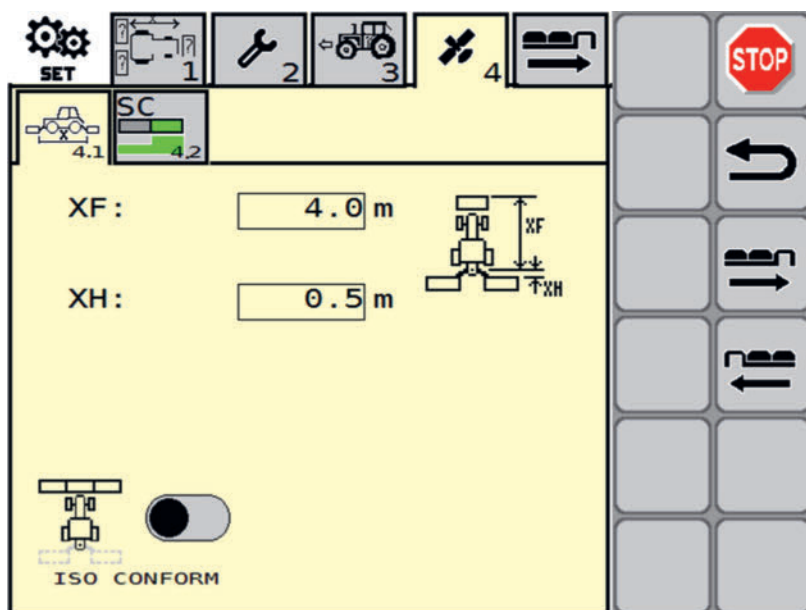 SET
1
2
3
4
STOP
SC
4.1
4.2
XF: 4.0 m
XF
XH: 0.5 m
XH
ISO CONFORM